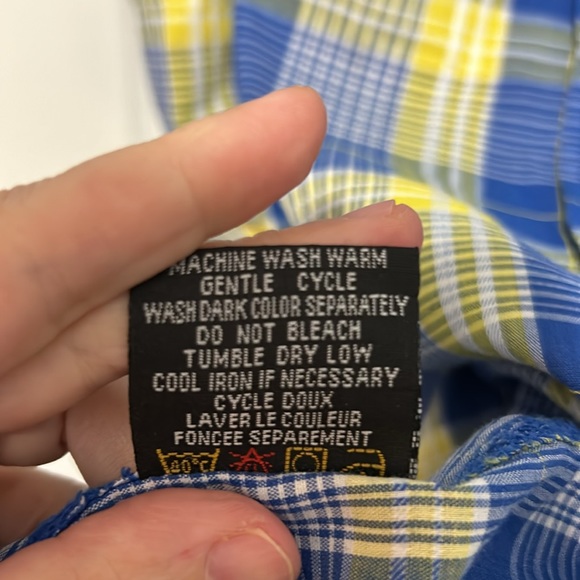 MACHINE WASH WARM
GENTLE CYCLE
WASH DARK COLOR SEPARATELY
DO NOT BLEACH
TUMBLE DRY LOW
COOL IRON IF NECESSARY
CYCLE DOUX
LAVER LE COULEUR
FONCEE SEPAREMENT
40°C